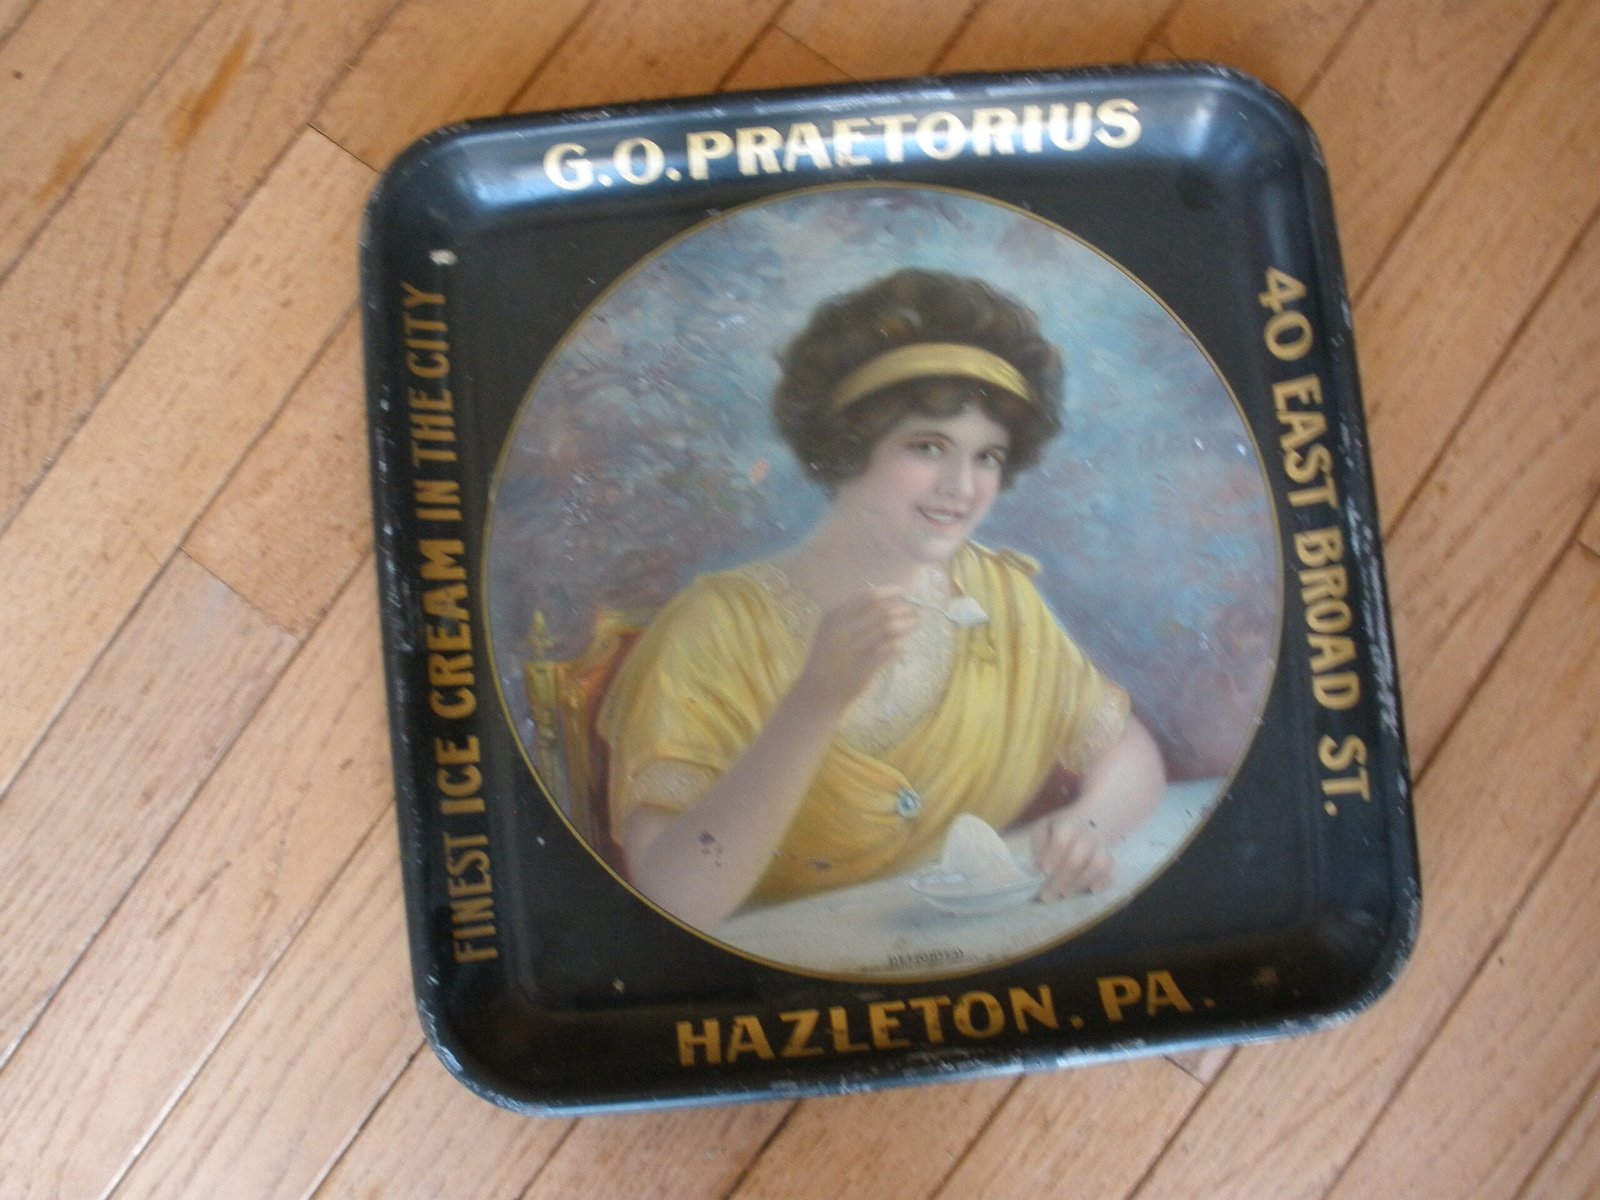 G.O. PRAETORIUS
40 EAST BROAD ST.
FINEST ICE CREAM IN THE CITY
HAZLETON. PA.